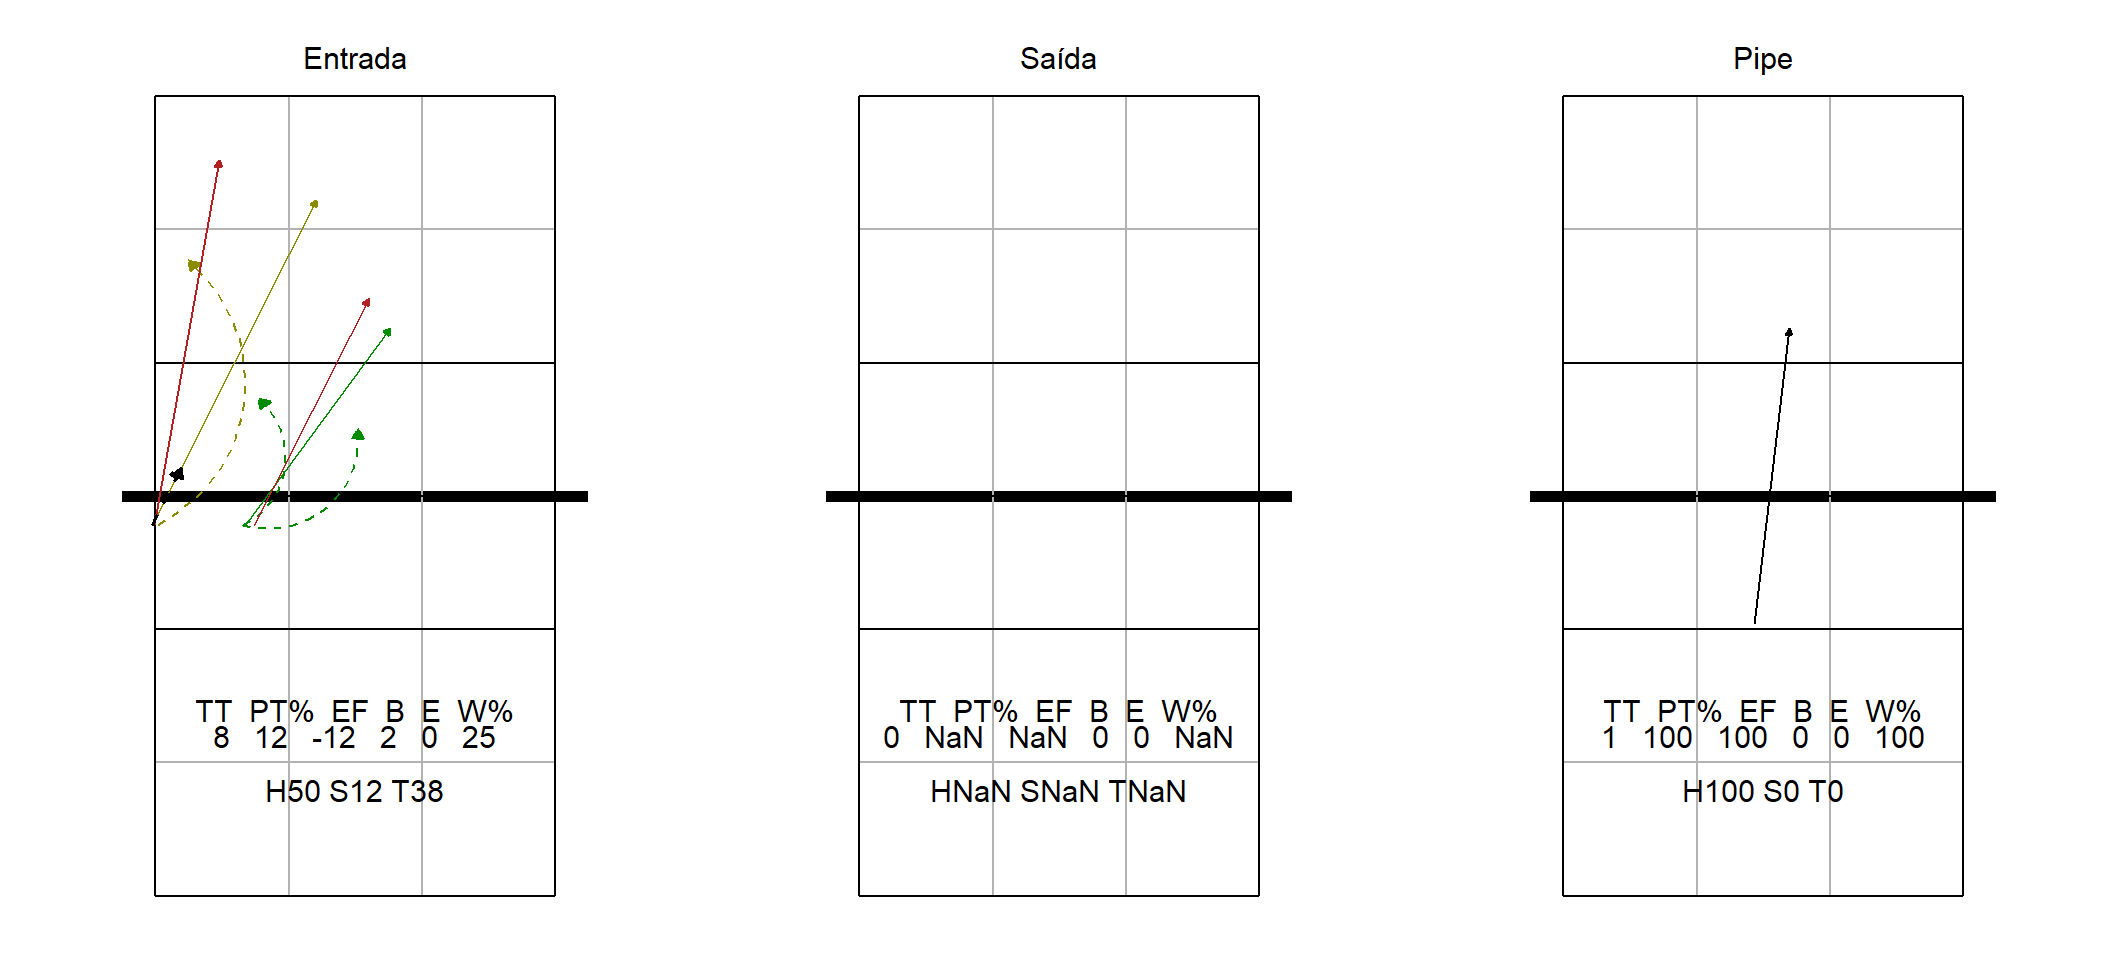 Entrada
TT PT% EF B E W%
8 12 -12 2 0 25
H50 S12 T38
Saída
TT PT% EF B E W%
0 NaN NaN 0 0 NaN
HNaN SNaN TNaN
Pipe
TT PT% EF B E W%
1 100 100 0 0 100
H100 S0 T0